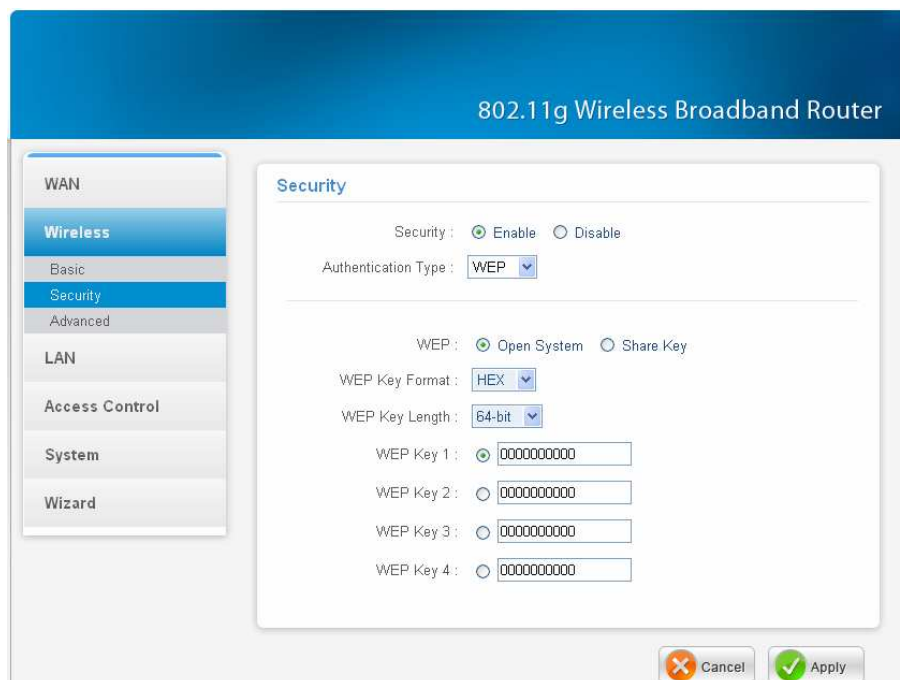 802.11g Wireless Broadband Router
WAN
Wireless
Basic
Security
Advanced
LAN
Access Control
System
Wizard
Security
Security : Enable Disable
Authentication Type : WEP
WEP : Open System Share Key
WEP Key Format : HEX
WEP Key Length : 64-bit
WEP Key 1 : 0000000000
WEP Key 2 : 0000000000
WEP Key 3 : 0000000000
WEP Key 4 : 0000000000
Cancel Apply